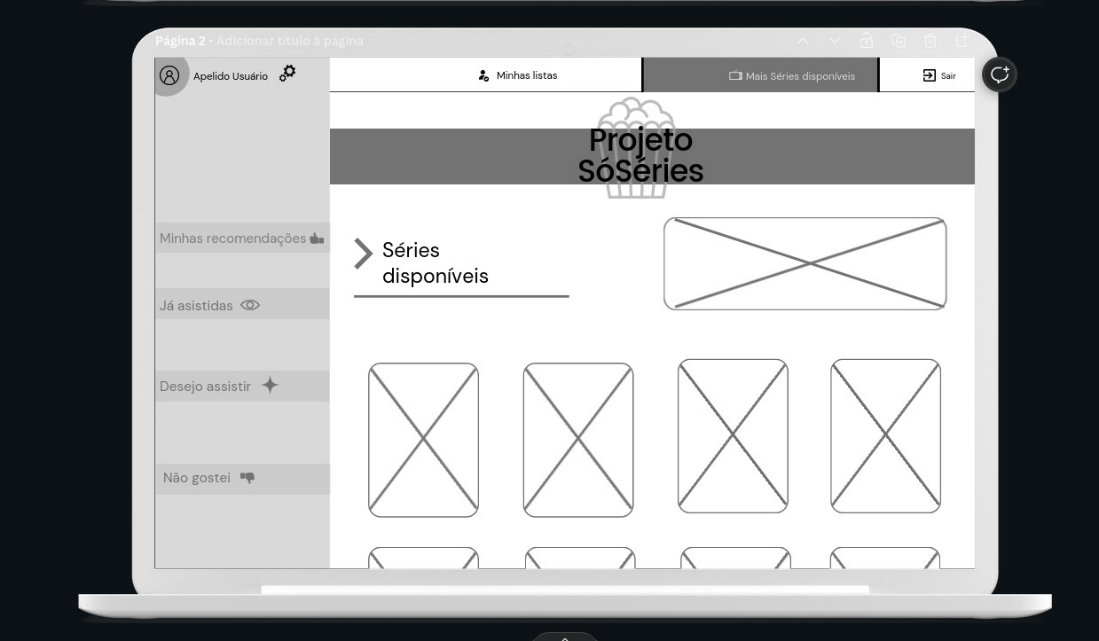 Página 2 - Adicionar título à página
Apelido Usuário
Minhas listas
Mais Séries disponíveis
Sair
Projeto
SóSéries
Minhas recomendações
Séries
disponíveis
Já asistidas
Desejo assistir
Não gostei